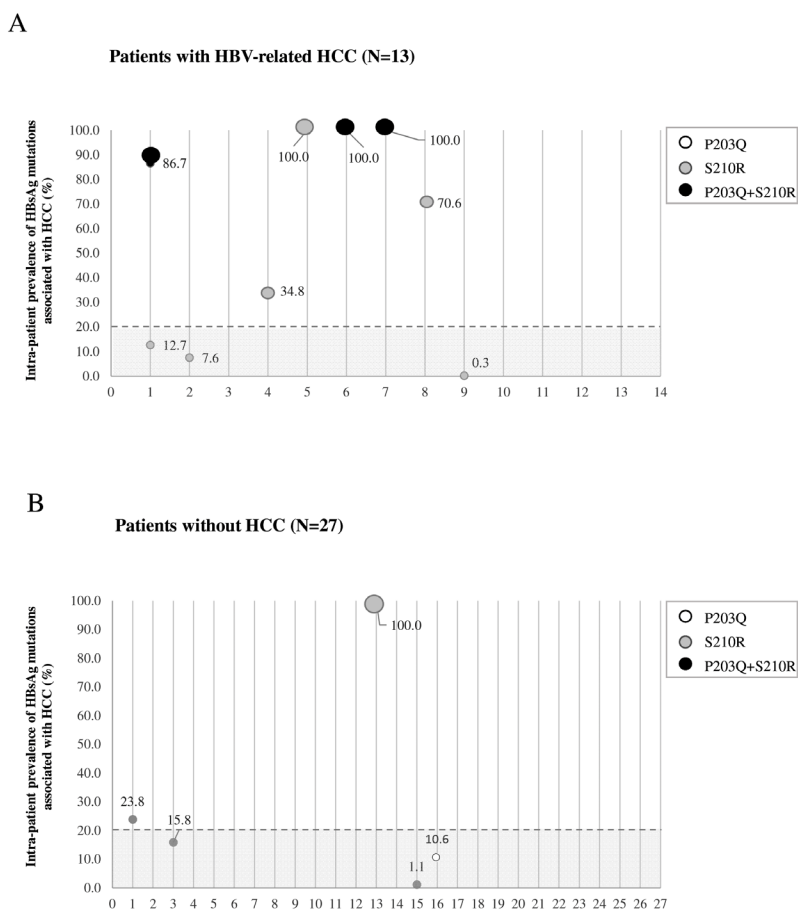 A
Patients with HBV-related HCC (N=13)
Intra-patient prevalence of HBsAg mutations
associated with HCC (%)
100.0
90.0
80.0
70.0
60.0
50.0
40.0
30.0
20.0
10.0
0.0
86.7
12.7
7.6
34.8
100.0
100.0
100.0
70.6
0.3
0 1 2 3 4 5 6 7 8 9 10 11 12 13 14
P203Q
S210R
P203Q+S210R
B
Patients without HCC (N=27)
Intra-patient prevalence of HBsAg mutations
associated with HCC (%)
100.0
90.0
80.0
70.0
60.0
50.0
40.0
30.0
20.0
10.0
0.0
23.8
15.8
100.0
1.1
10.6
0 1 2 3 4 5 6 7 8 9 10 11 12 13 14 15 16 17 18 19 20 21 22 23 24 25 26 27
P203Q
S210R
P203Q+S210R